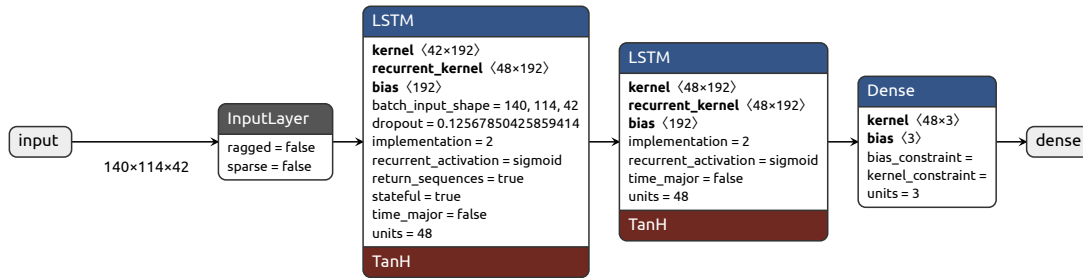 input
140×114×42
InputLayer
ragged = false
sparse = false
LSTM
kernel 〈42×192〉
recurrent_kernel 〈48×192〉
bias 〈192〉
batch_input_shape = 140, 114, 42
dropout = 0.12567850425859414
implementation = 2
recurrent_activation = sigmoid
return_sequences = true
stateful = true
time_major = false
units = 48
TanH
LSTM
kernel 〈48×192〉
recurrent_kernel 〈48×192〉
bias 〈192〉
implementation = 2
recurrent_activation = sigmoid
time_major = false
units = 48
TanH
Dense
kernel 〈48×3〉
bias 〈3〉
bias_constraint =
kernel_constraint =
units = 3
dense